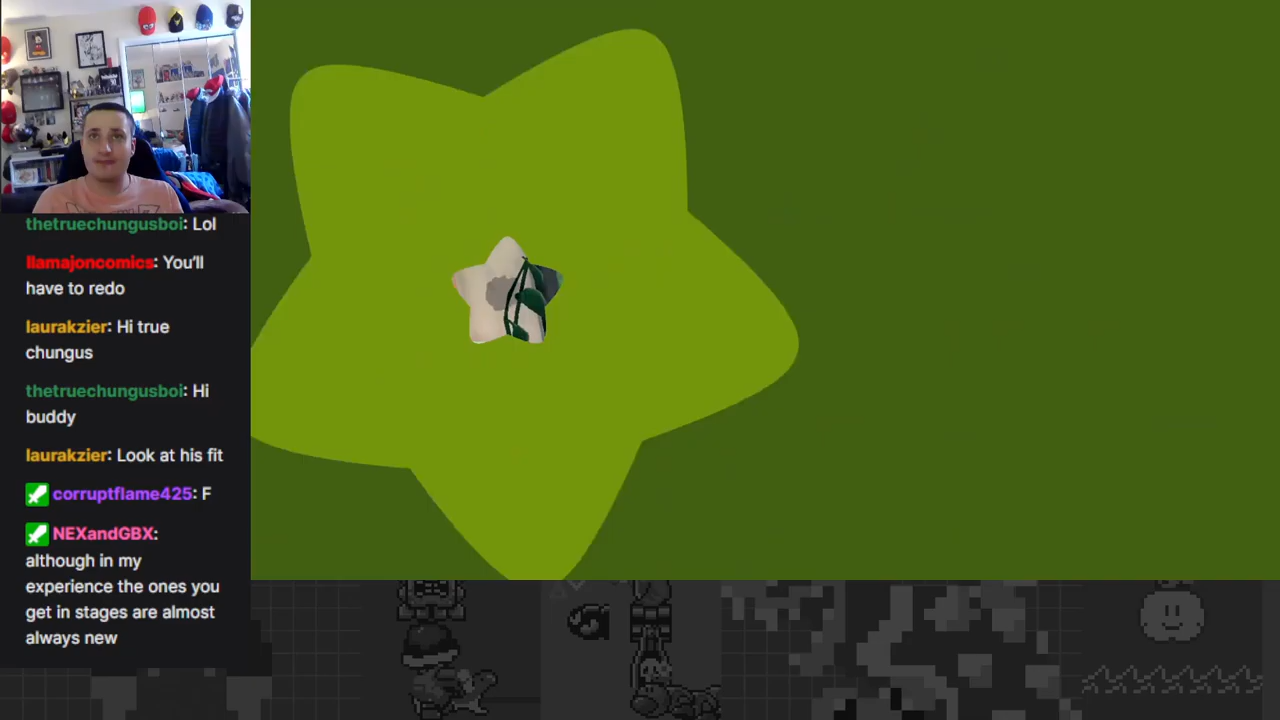 thetruechungusboi: Lol
llamajoncomics: You'll
have to redo
laurakzier: Hi true
chungus
thetruechungusboi: Hi
buddy
laurakzier: Look at his fit
corruptflame425: F
NEXandGBX:
although in my
experience the ones you
get in stages are almost
always new